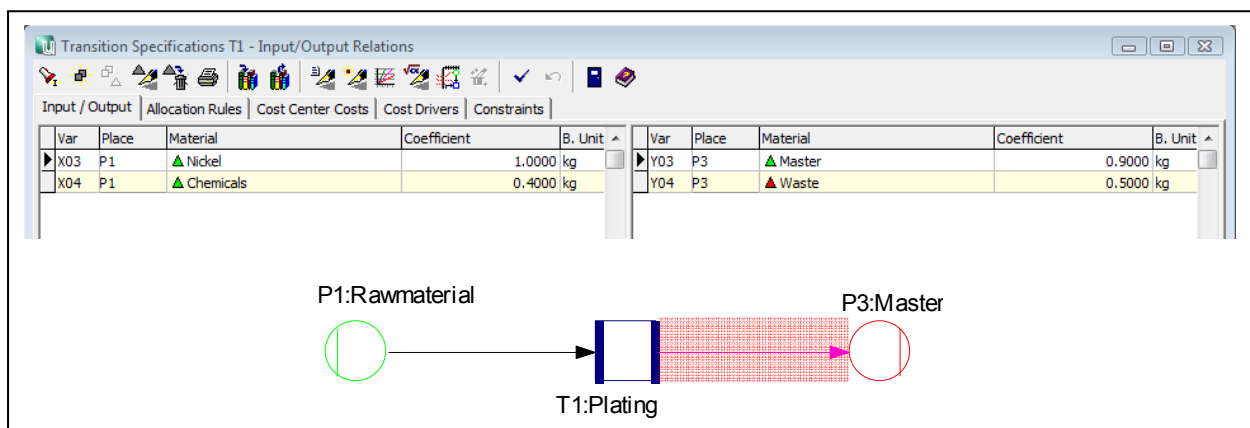 Transition Specifications T1 - Input/Output Relations
Input / Output Allocation Rules Cost Center Costs Cost Drivers Constraints
Var Place Material Coefficient B. Unit Var Place Material Coefficient B. Unit
X03 P1 Nickel 1.0000 kg Y03 P3 Master 0.9000 kg
X04 P1 Chemicals 0.4000 kg Y04 P3 Waste 0.5000 kg
P1:Rawmaterial P3:Master
T1:Plating